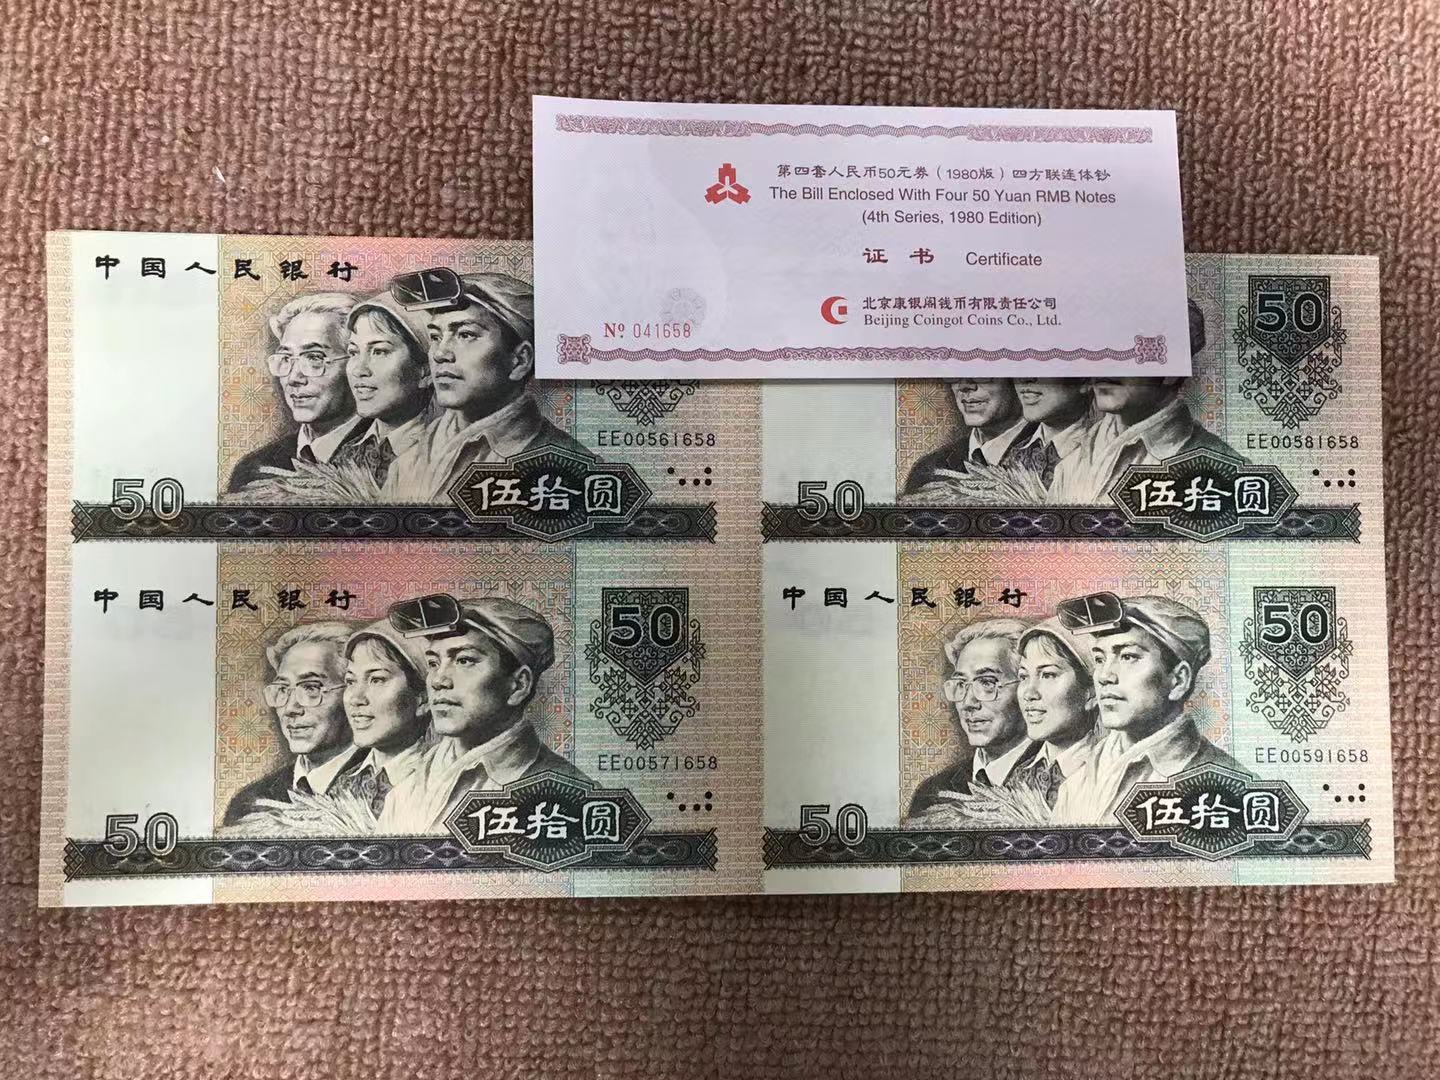 第四套人民币50元券（1980版）四方联连体钞
The Bill Enclosed With Four 50 Yuan RMB Notes
(4th Series, 1980 Edition)
证书 Certificate
北京康银阁钱币有限责任公司
Beijing Coingot Coins Co., Ltd.
Nº 041658
中国人民银行
EE00561658
50
伍拾圆
50
EE00581658
50
伍拾圆
中国人民银行
50
EE00571658
50
伍拾圆
中国人民银行
50
EE00591658
50
伍拾圆